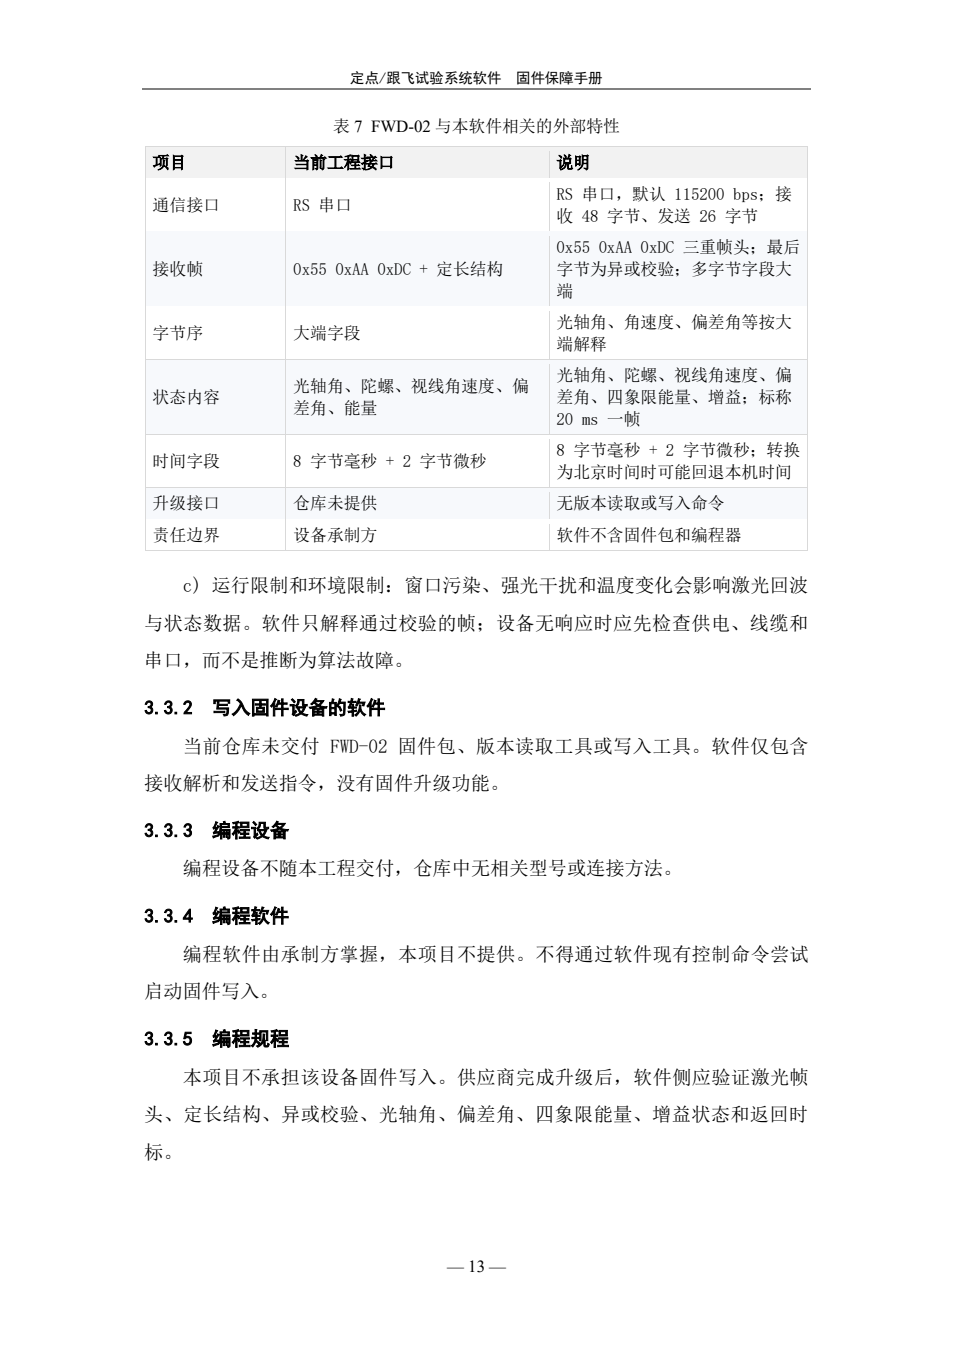 定点/跟飞试验系统软件　固件保障手册
表 7 FWD-02 与本软件相关的外部特性
项目 当前工程接口 说明
通信接口 RS 串口 RS 串口，默认 115200 bps；接
收 48 字节、发送 26 字节
接收帧 0x55 0xAA 0xDC + 定长结构 0x55 0xAA 0xDC 三重帧头；最后
字节为异或校验；多字节字段大
端
字节序 大端字段 光轴角、角速度、偏差角等按大
端解释
状态内容 光轴角、陀螺、视线角速度、偏
差角、能量
光轴角、陀螺、视线角速度、偏
差角、四象限能量、增益；标称
20 ms 一帧
时间字段 8 字节毫秒 + 2 字节微秒 8 字节毫秒 + 2 字节微秒；转换
为北京时间时可能回退本机时间
升级接口 仓库未提供 无版本读取或写入命令
责任边界 设备承制方 软件不含固件包和编程器
c) 运行限制和环境限制：窗口污染、强光干扰和温度变化会影响激光回波
与状态数据。软件只解释通过校验的帧；设备无响应时应先检查供电、线缆和
串口，而不是推断为算法故障。
3.3.2 写入固件设备的软件
当前仓库未交付 FWD-02 固件包、版本读取工具或写入工具。软件仅包含
接收解析和发送指令，没有固件升级功能。
3.3.3 编程设备
编程设备不随本工程交付，仓库中无相关型号或连接方法。
3.3.4 编程软件
编程软件由承制方掌握，本项目不提供。不得通过软件现有控制命令尝试
启动固件写入。
3.3.5 编程规程
本项目不承担该设备固件写入。供应商完成升级后，软件侧应验证激光帧
头、定长结构、异或校验、光轴角、偏差角、四象限能量、增益状态和返回时
标。
— 13 —